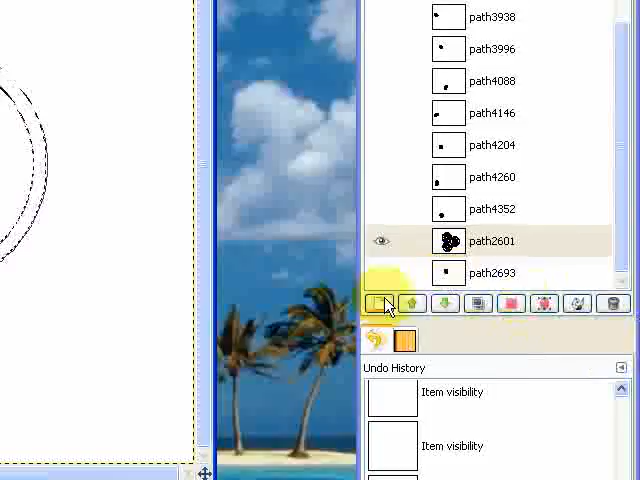 path3938
path3996
path4088
path4146
path4204
path4260
path4352
path2601
path2693
Undo History
Item visibility
Item visibility